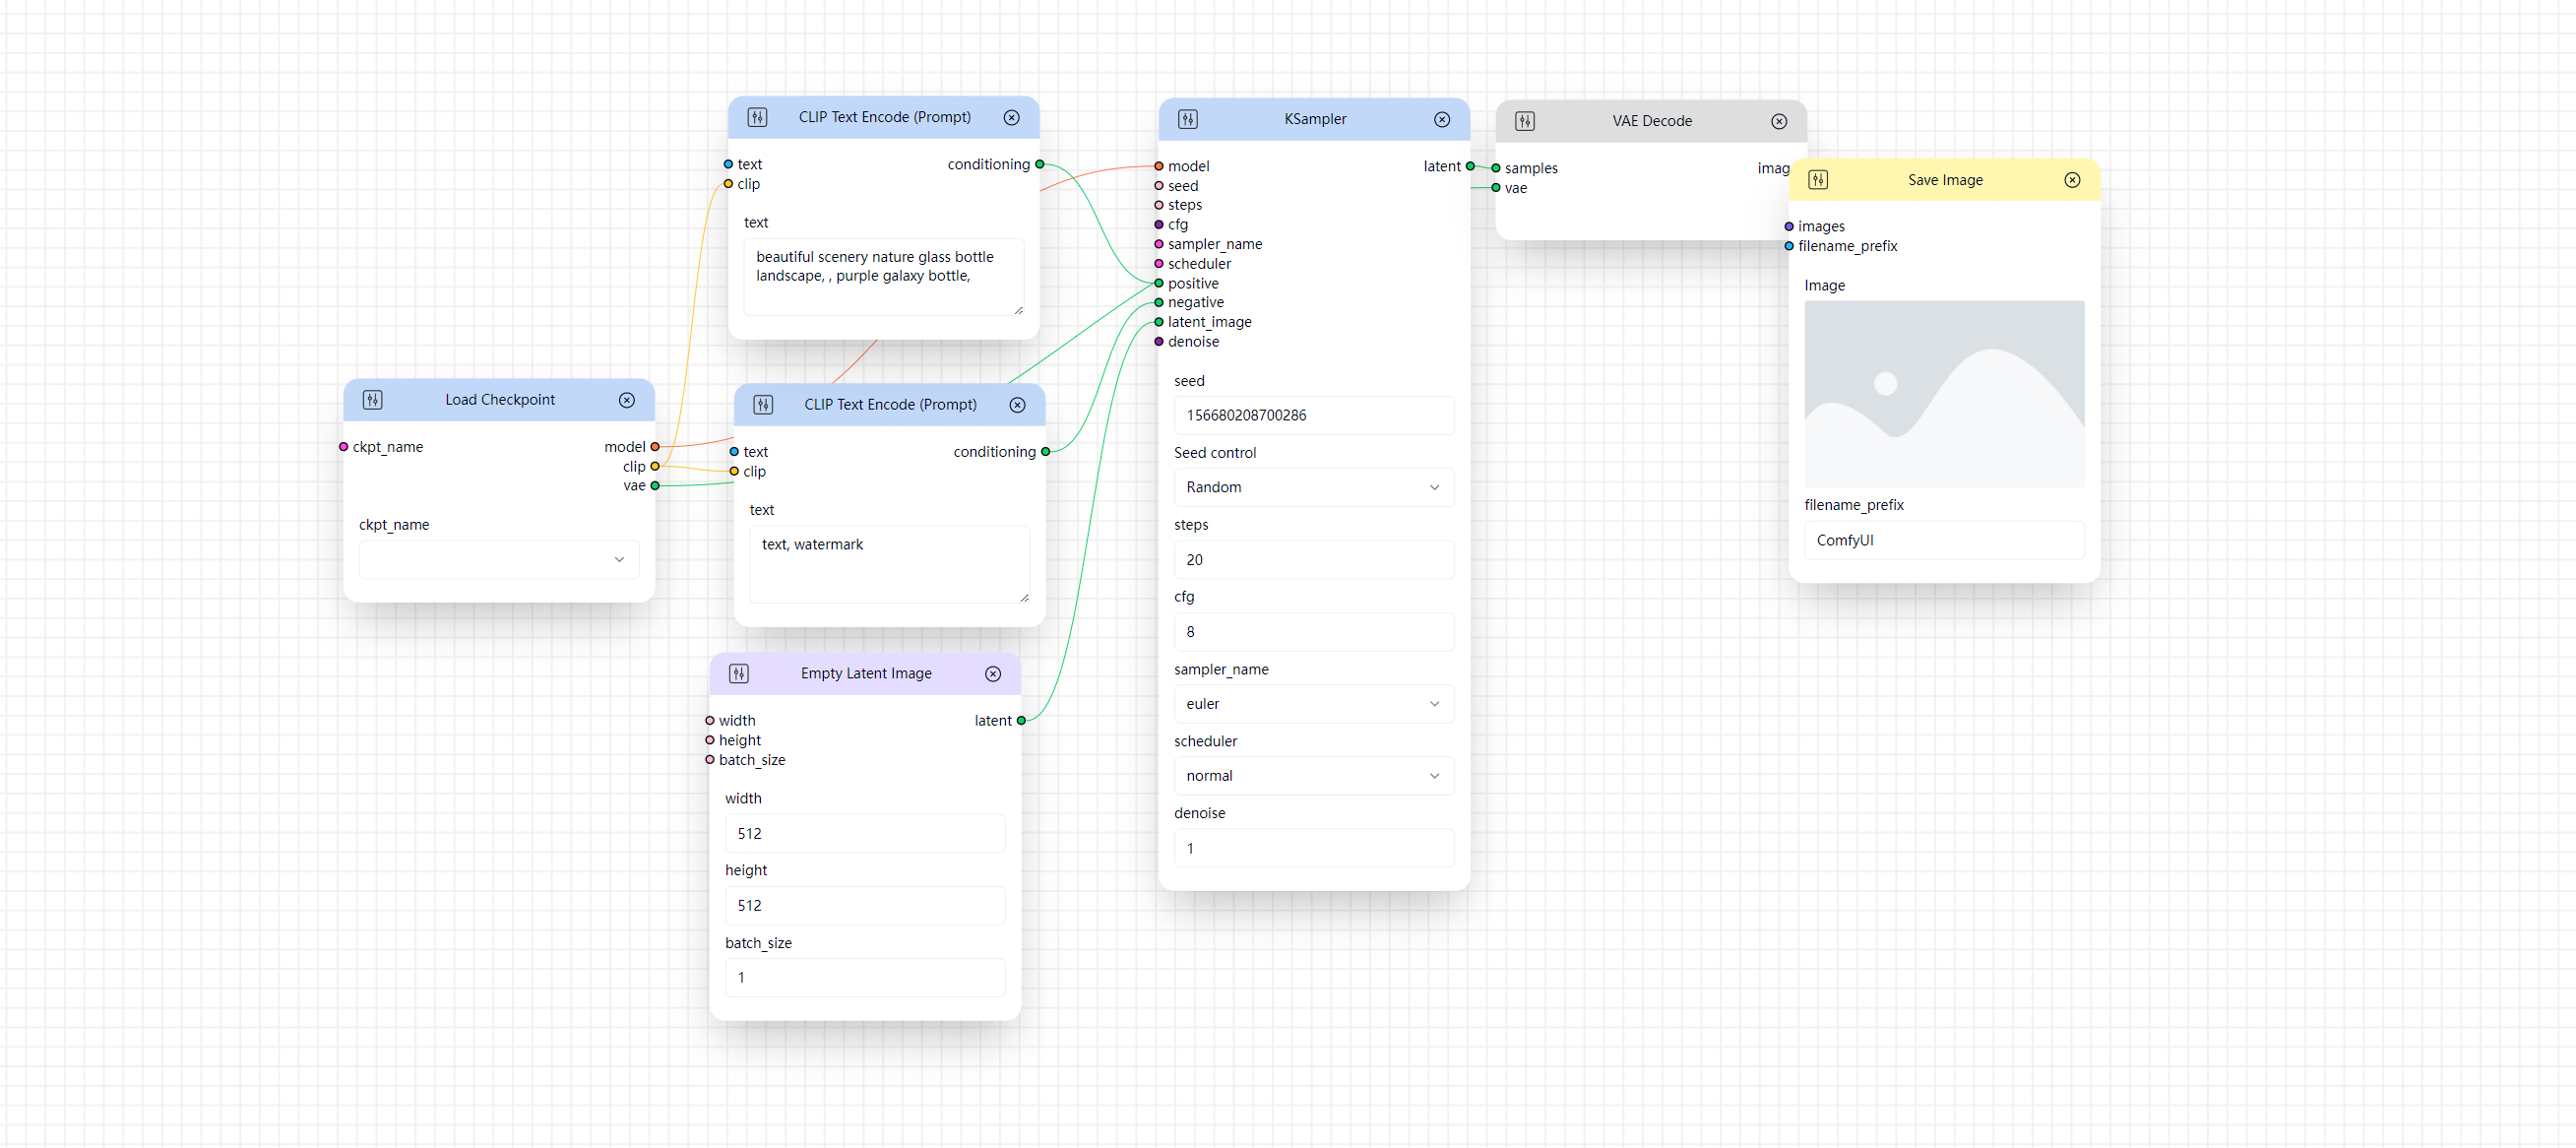 Load Checkpoint
ckpt_name
model
clip
vae
ckpt_name
CLIP Text Encode (Prompt)
text
conditioning
clip
text
beautiful scenery nature glass bottle
landscape, , purple galaxy bottle,
CLIP Text Encode (Prompt)
text
conditioning
clip
text
text, watermark
Empty Latent Image
width
latent
height
batch_size
width
512
height
512
batch_size
1
KSampler
model
latent
seed
steps
cfg
sampler_name
scheduler
positive
negative
latent_image
denoise
seed
156680208700286
Seed control
Random
steps
20
cfg
8
sampler_name
euler
scheduler
normal
denoise
1
VAE Decode
samples
imag
vae
Save Image
images
filename_prefix
Image
filename_prefix
ComfyUI